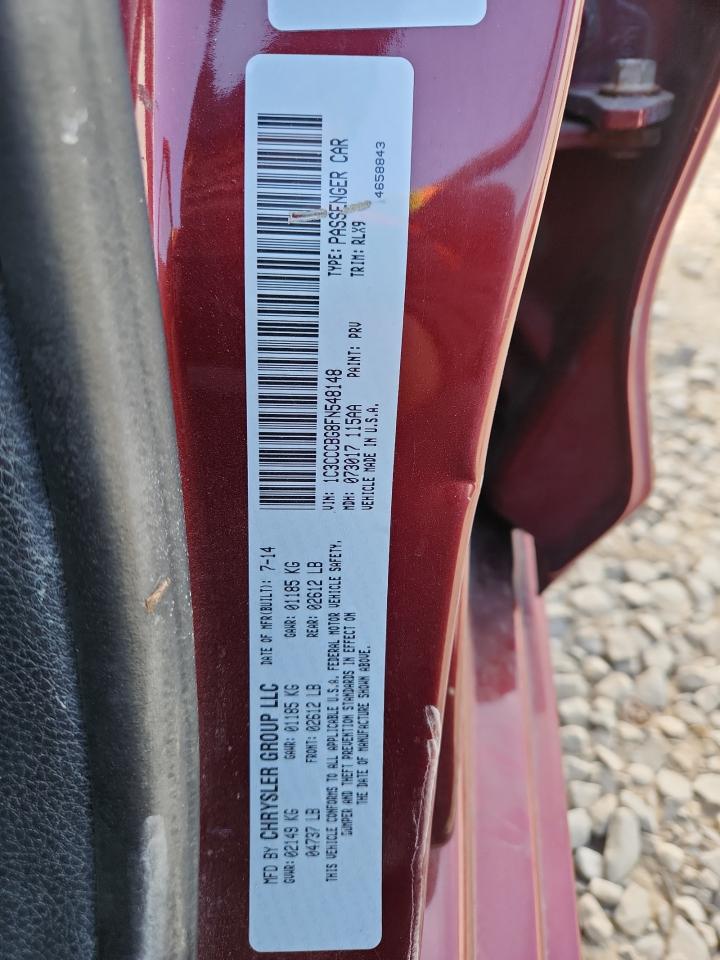 MFD BY CHRYSLER GROUP LLC
DATE OF MFR(BUILT): 7-14
GVWR: 02149 KG
GAWR: 01185 KG
GAWR: 01185 KG
04737 LB
FRONT: 02612 LB
REAR: 02612 LB
THIS VEHICLE CONFORMS TO ALL APPLICABLE U.S.A. FEDERAL MOTOR VEHICLE SAFETY,
BUMPER AND THEFT PREVENTION STANDARDS IN EFFECT ON
THE DATE OF MANUFACTURE SHOWN ABOVE.
VIN: 1C3CCCBG8FN548148
TYPE: PASSENGER CAR
MDH: 073017 115AA
PAINT: PRV
TRIM: RLX9
VEHICLE MADE IN U.S.A.
4658843